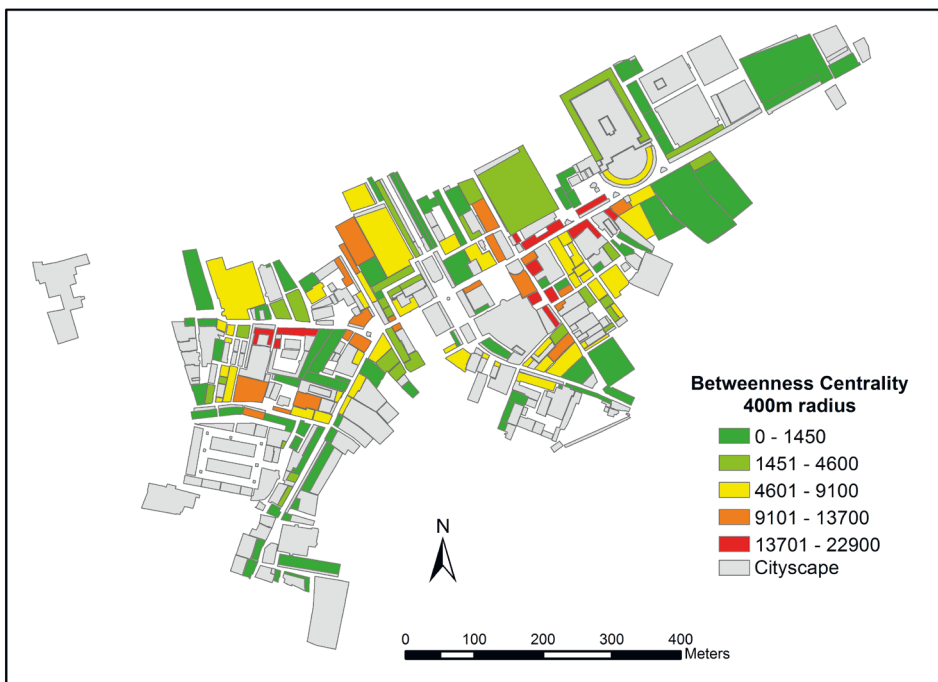 Betweenness Centrality
400m radius
0 - 1450
1451 - 4600
4601 - 9100
9101 - 13700
13701 - 22900
Cityscape
N
0 100 200 300 400
Meters